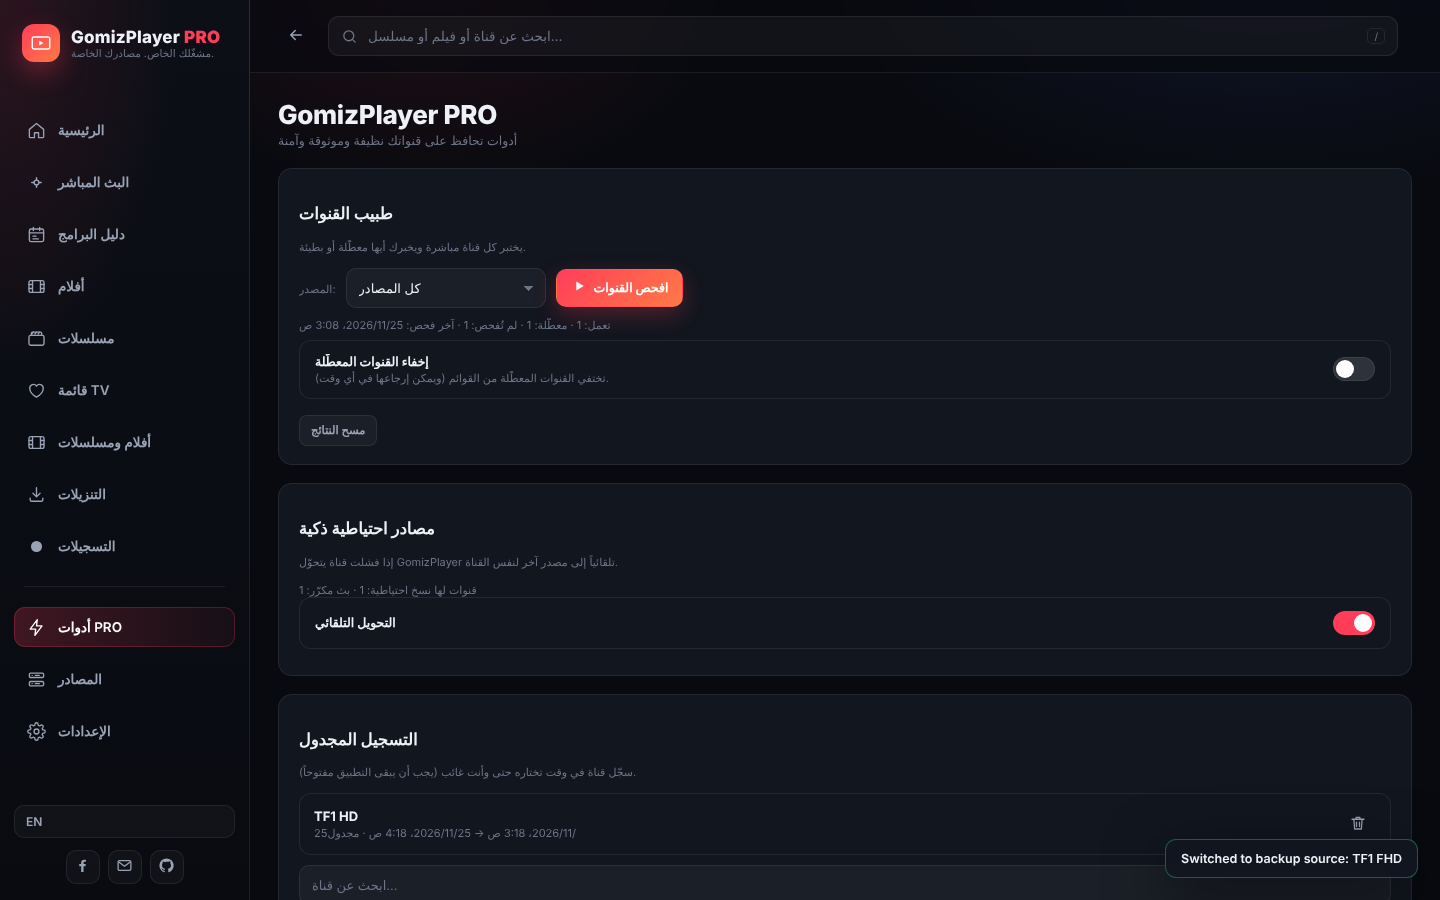 GomizPlayer PRO
مشغّلك الخاص. مصادرك الخاصة.
الرئيسية
البث المباشر
دليل البرامج
أفلام
مسلسلات
قائمة TV
أفلام ومسلسلات
التنزيلات
التسجيلات
أدوات PRO
المصادر
الإعدادات
EN
ابحث عن قناة أو فيلم أو مسلسل...
/
GomizPlayer PRO
أدوات تحافظ على قنواتك نظيفة وموثوقة وآمنة
طبيب القنوات
يختبر كل قناة مباشرة ويخبرك أيها معطّلة أو بطيئة.
المصدر:
كل المصادر
افحص القنوات
تعمل: 1 · معطّلة: 1 · لم تُفحص: 1 · آخر فحص: 25/11/2026، 3:08 ص
إخفاء القنوات المعطّلة
تختفي القنوات المعطّلة من القوائم (ويمكن إرجاعها في أي وقت).
مسح النتائج
مصادر احتياطية ذكية
إذا فشلت قناة يتحوّل GomizPlayer تلقائياً إلى مصدر آخر لنفس القناة.
قنوات لها نسخ احتياطية: 1 · بث مكرّر: 1
التحويل التلقائي
التسجيل المجدول
سجّل قناة في وقت تختاره حتى وأنت غائب (يجب أن يبقى التطبيق مفتوحاً).
TF1 HD
25/11/2026، 3:18 ص → 25/11/2026، 4:18 ص · مجدول
ابحث عن قناة...
Switched to backup source: TF1 FHD